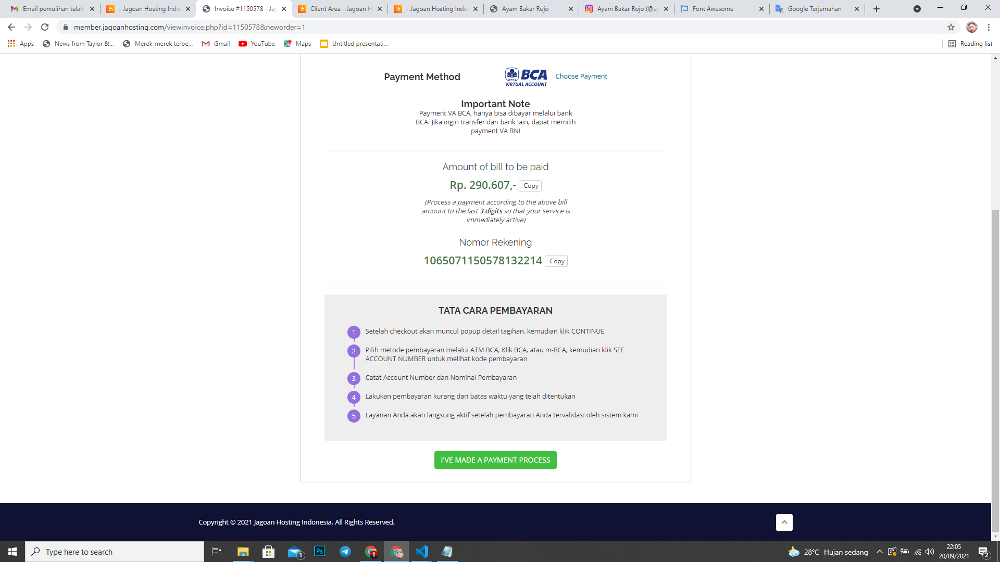 Email pemulihan telah
- Jagoan Hosting Indo
Invoice #1150578 - Jag
Client Area - Jagoan H
- Jagoan Hosting Indo
Ayam Bakar Rojo
Ayam Bakar Rojo (@ay
Font Awesome
Google Terjemahan
member.jagoanhosting.com/viewinvoice.php?id=1150578&neworder=1
Apps
News from Taylor &...
Merek-merek terbe...
Gmail
YouTube
Maps
Untitled presentati...
Reading list
Payment Method
BCA
VIRTUAL ACCOUNT
Choose Payment
Important Note
Payment VA BCA, hanya bisa dibayar melalui bank
BCA. Jika ingin transfer dari bank lain, dapat memilih
payment VA BNI
Amount of bill to be paid
Rp. 290.607,- Copy
(Process a payment according to the above bill
amount to the last 3 digits so that your service is
immediately active)
Nomor Rekening
1065071150578132214 Copy
TATA CARA PEMBAYARAN
1 Setelah checkout akan muncul popup detail tagihan, kemudian klik CONTINUE
2 Pilih metode pembayaran melalui ATM BCA, Klik BCA, atau m-BCA, kemudian klik SEE
ACCOUNT NUMBER untuk melihat kode pembayaran
3 Catat Account Number dan Nominal Pembayaran
4 Lakukan pembayaran kurang dari batas waktu yang telah ditentukan
5 Layanan Anda akan langsung aktif setelah pembayaran Anda tervalidasi oleh sistem kami
I'VE MADE A PAYMENT PROCESS
Copyright © 2021 Jagoan Hosting Indonesia. All Rights Reserved.
Type here to search
1
Ps
28°C Hujan sedang
22:05
20/09/2021
2